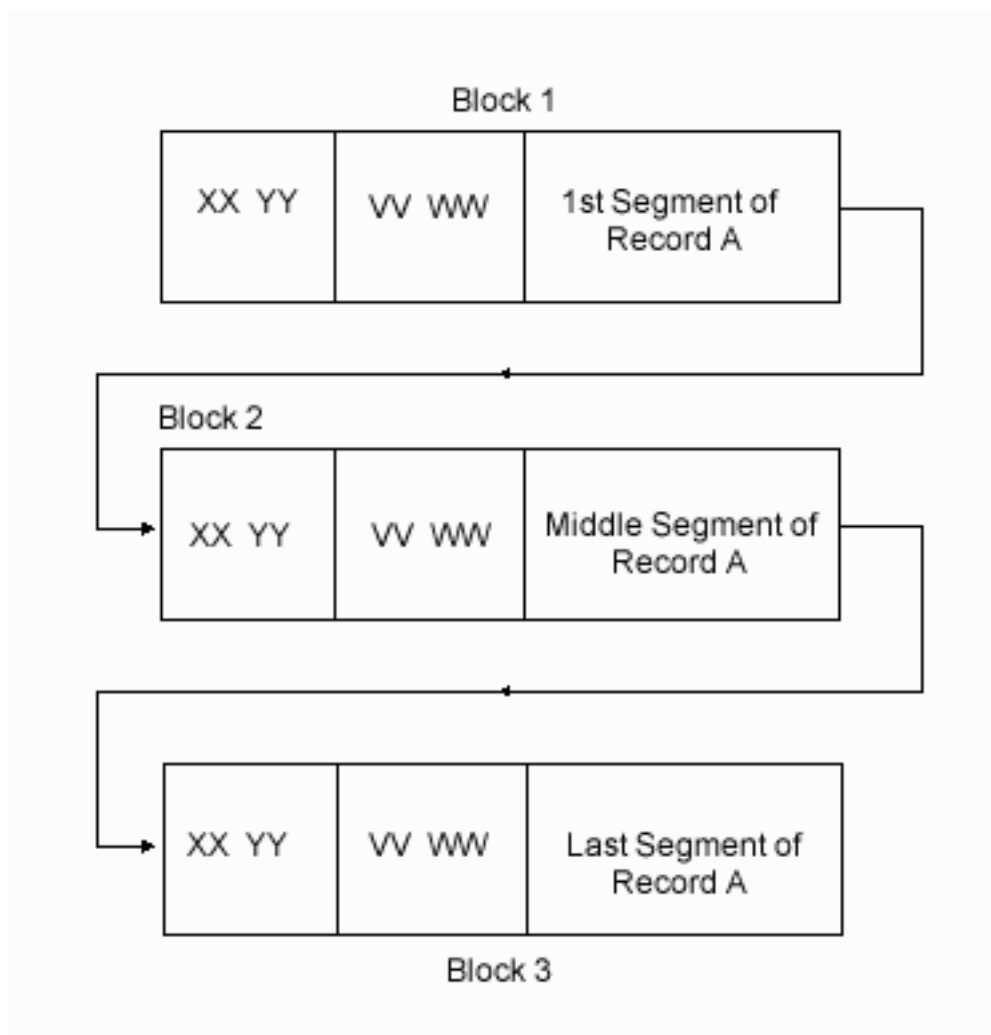 Block 1
XX YY
VV WW
1st Segment of
Record A
Block 2
XX YY
VV WW
Middle Segment of
Record A
XX YY
VV WW
Last Segment of
Record A
Block 3